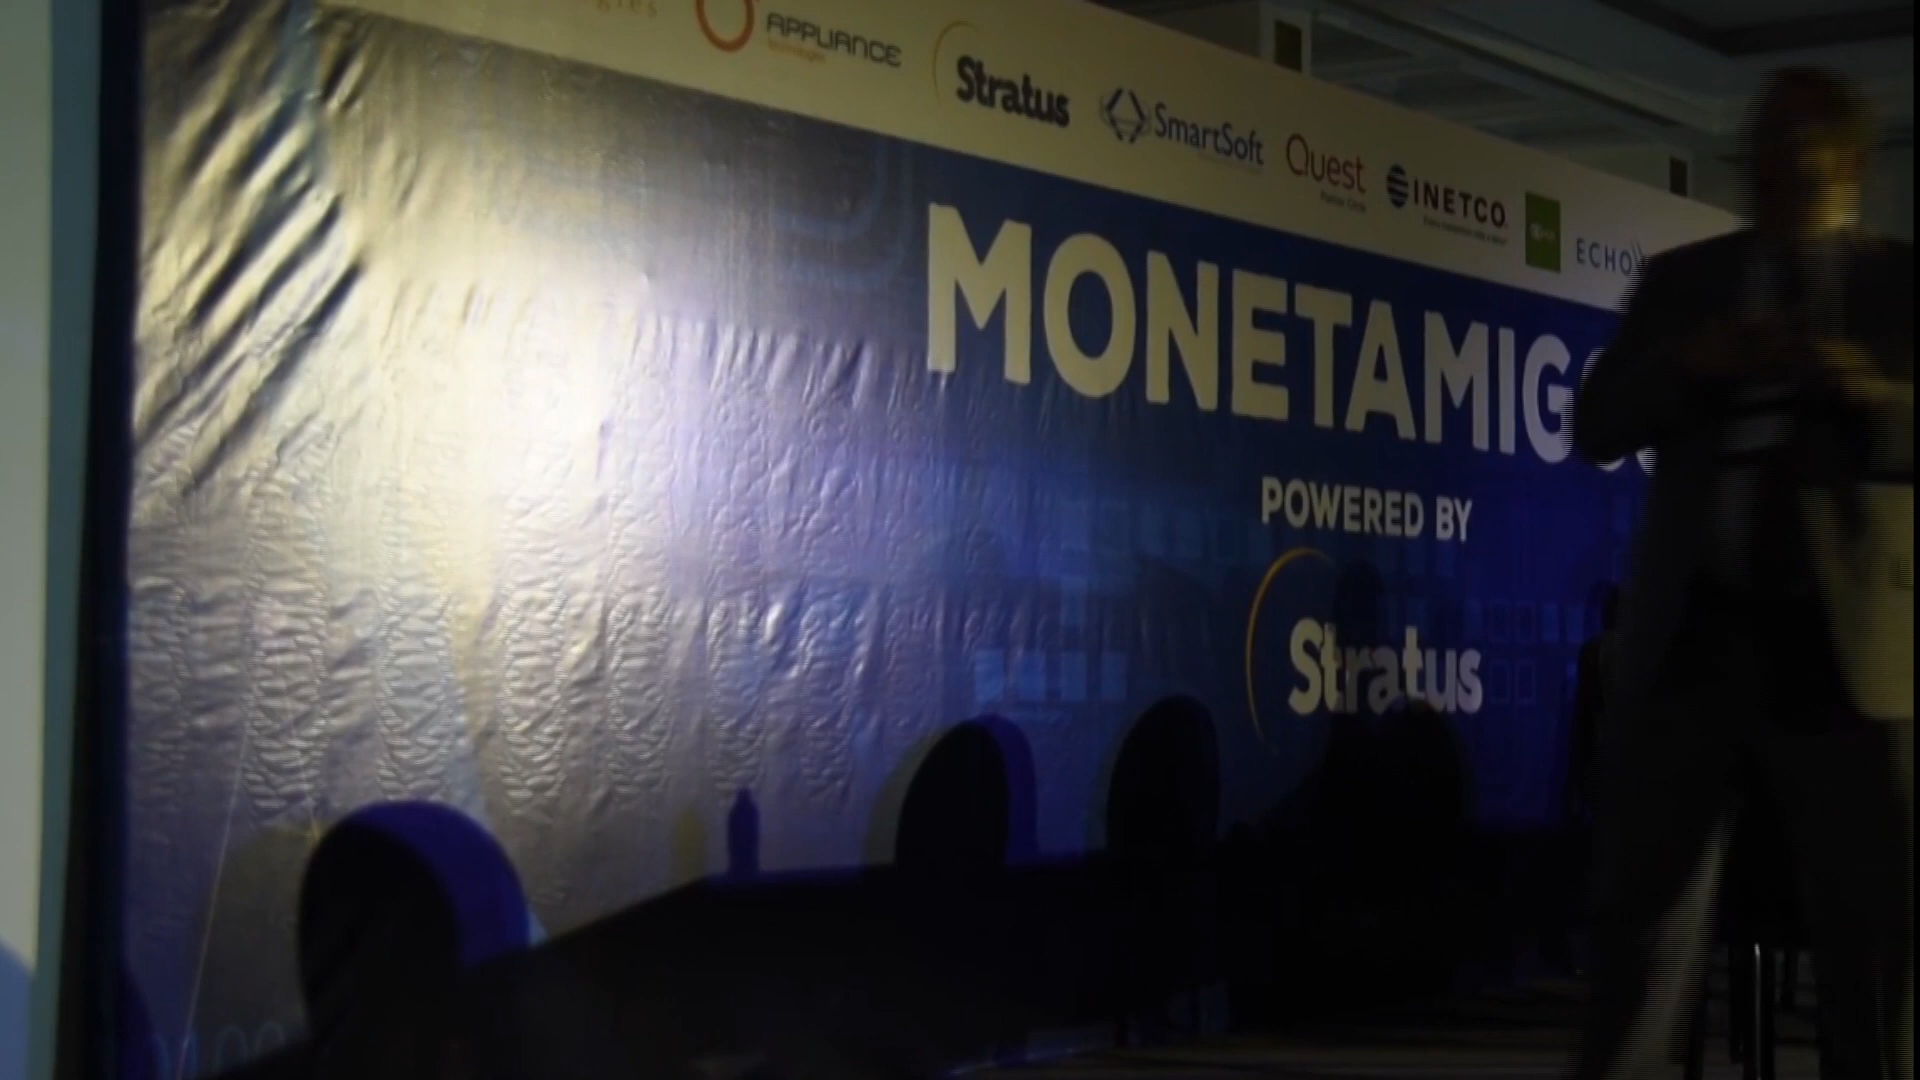 APPLIANCE
Stratus
SmartSoft
Quest
INETCO
ECHO
MONETAMIG
POWERED BY
Stratus